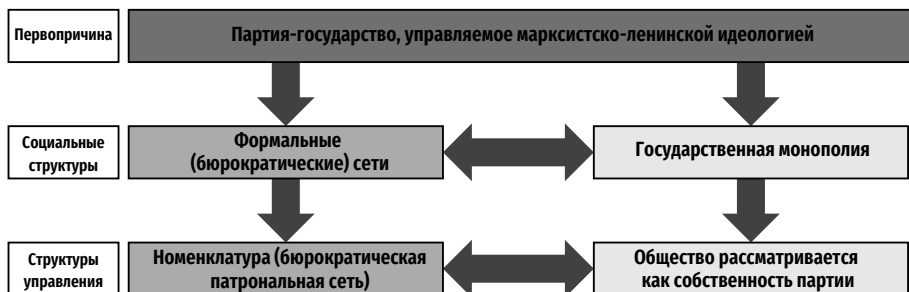 Первопричина
Партия-государство, управляемое марксистско-ленинской идеологией
Социальные
структуры
Формальные
(бюрократические) сети
Государственная монополия
Структуры
управления
Номенклатура (бюрократическая
патрональная сеть)
Общество рассматривается
как собственность партии